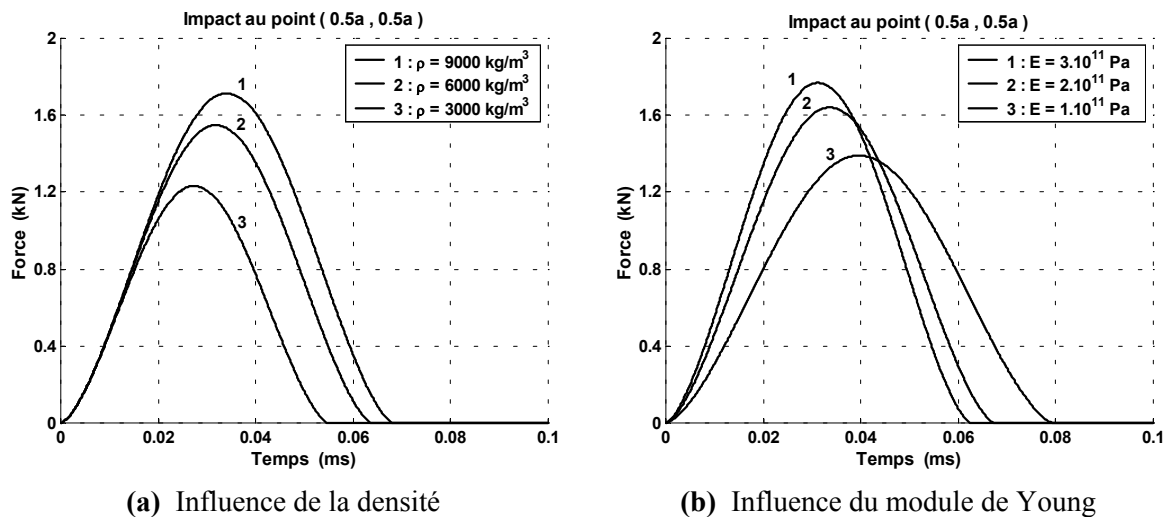 Impact au point ( 0.5a , 0.5a )
2
1.6
1.2
0.8
0.4
0
Force (kN)
1 : ρ = 9000 kg/m³
2 : ρ = 6000 kg/m³
3 : ρ = 3000 kg/m³
1
2
3
0 0.02 0.04 0.06 0.08 0.1
Temps (ms)
(a) Influence de la densité
Impact au point ( 0.5a , 0.5a )
2
1.6
1.2
0.8
0.4
0
Force (kN)
1 : E = 3.10¹¹ Pa
2 : E = 2.10¹¹ Pa
3 : E = 1.10¹¹ Pa
1
2
3
0 0.02 0.04 0.06 0.08 0.1
Temps (ms)
(b) Influence du module de Young